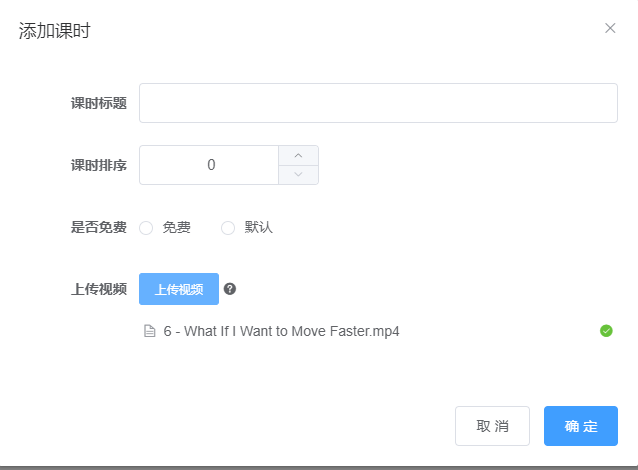 添加课时
课时标题
课时排序 0
是否免费 免费 默认
上传视频 上传视频 ?
6 - What If I Want to Move Faster.mp4
取 消 确 定